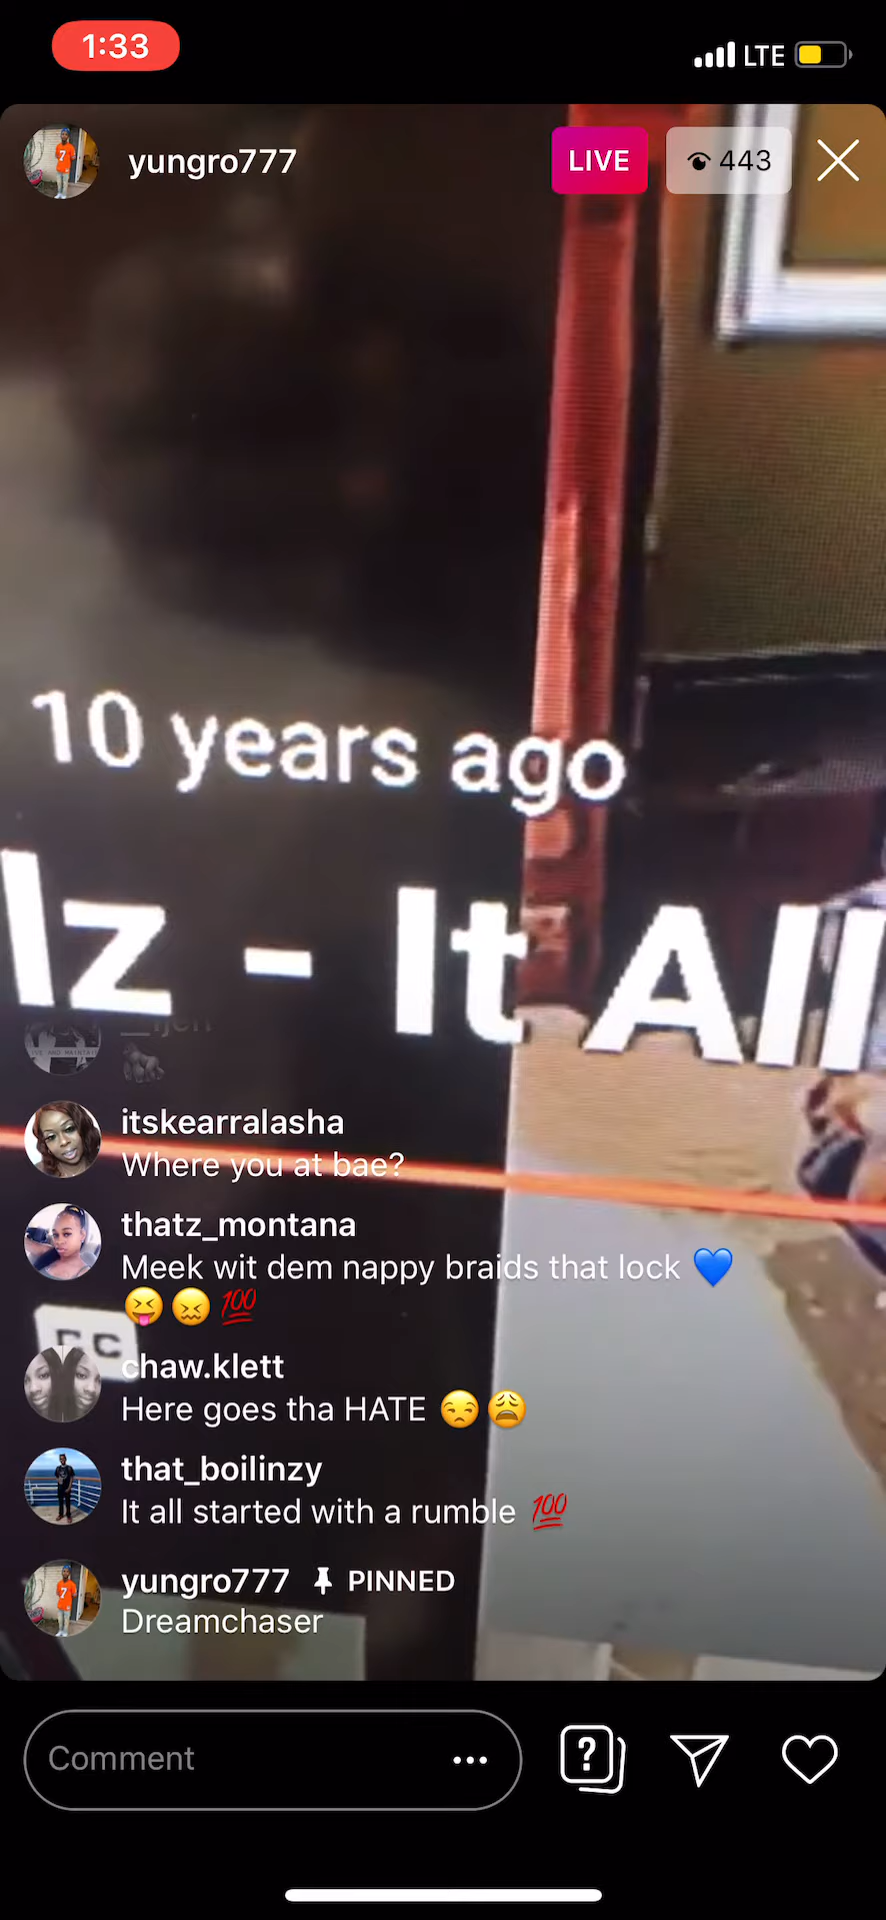 1:33
LTE
yungro777
LIVE
443
10 years ago
lz - It All
itskearralasha
Where you at bae?
thatz_montana
Meek wit dem nappy braids that lock 💙
😝😖💯
chaw.klett
Here goes tha HATE 😒😩
that_boilinzy
It all started with a rumble 💯
yungro777 PINNED
Dreamchaser
Comment